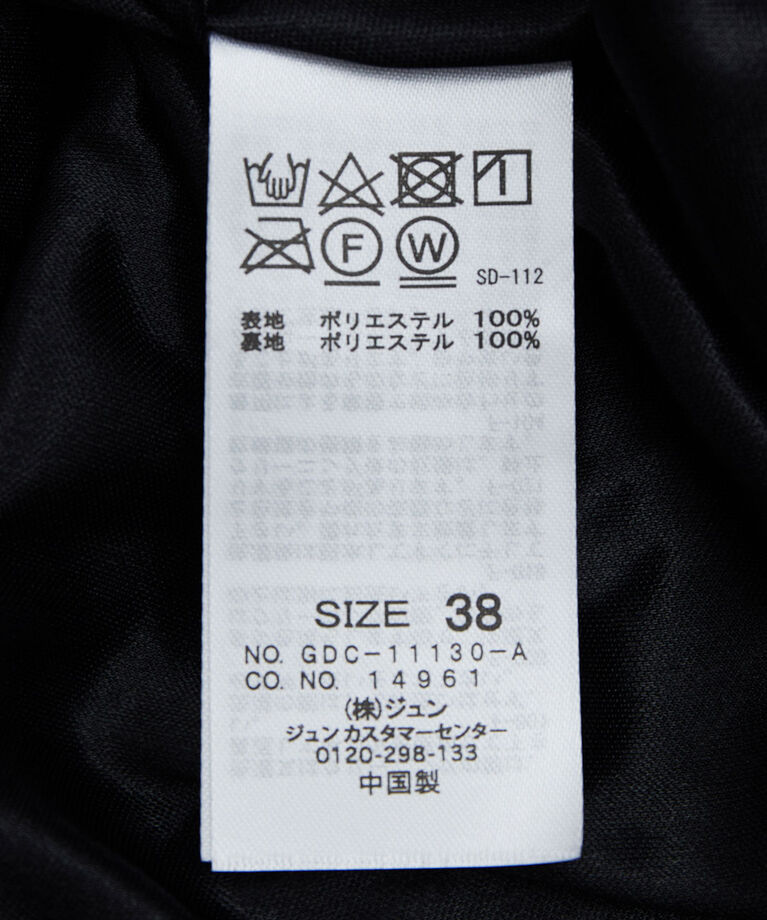 F W
SD-112
表地 ポリエステル 100%
裏地 ポリエステル 100%
SIZE 38
NO. GDC-11130-A
CO. NO. 14961
(株)ジュン
ジュンカスタマーセンター
0120-298-133
中国製